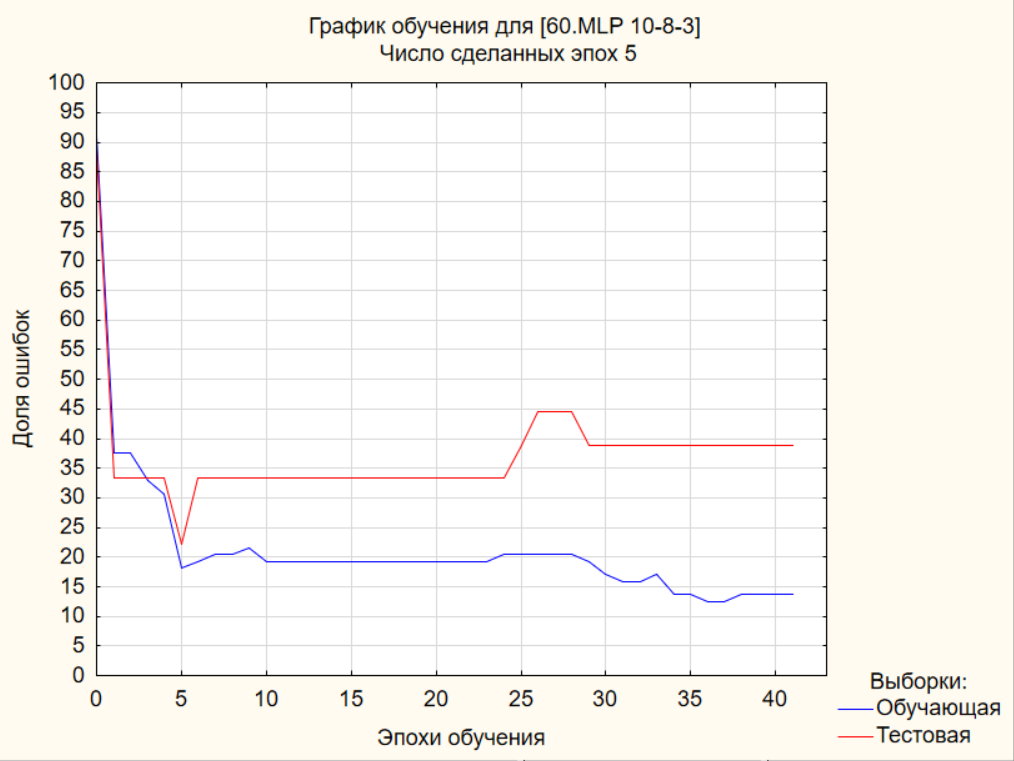 График обучения для [60.MLP 10-8-3]
Число сделанных эпох 5
100
95
90
85
80
75
70
65
60
55
50
45
40
35
30
25
20
15
10
5
0
Доля ошибок
0 5 10 15 20 25 30 35 40
Эпохи обучения
Выборки:
Обучающая
Тестовая